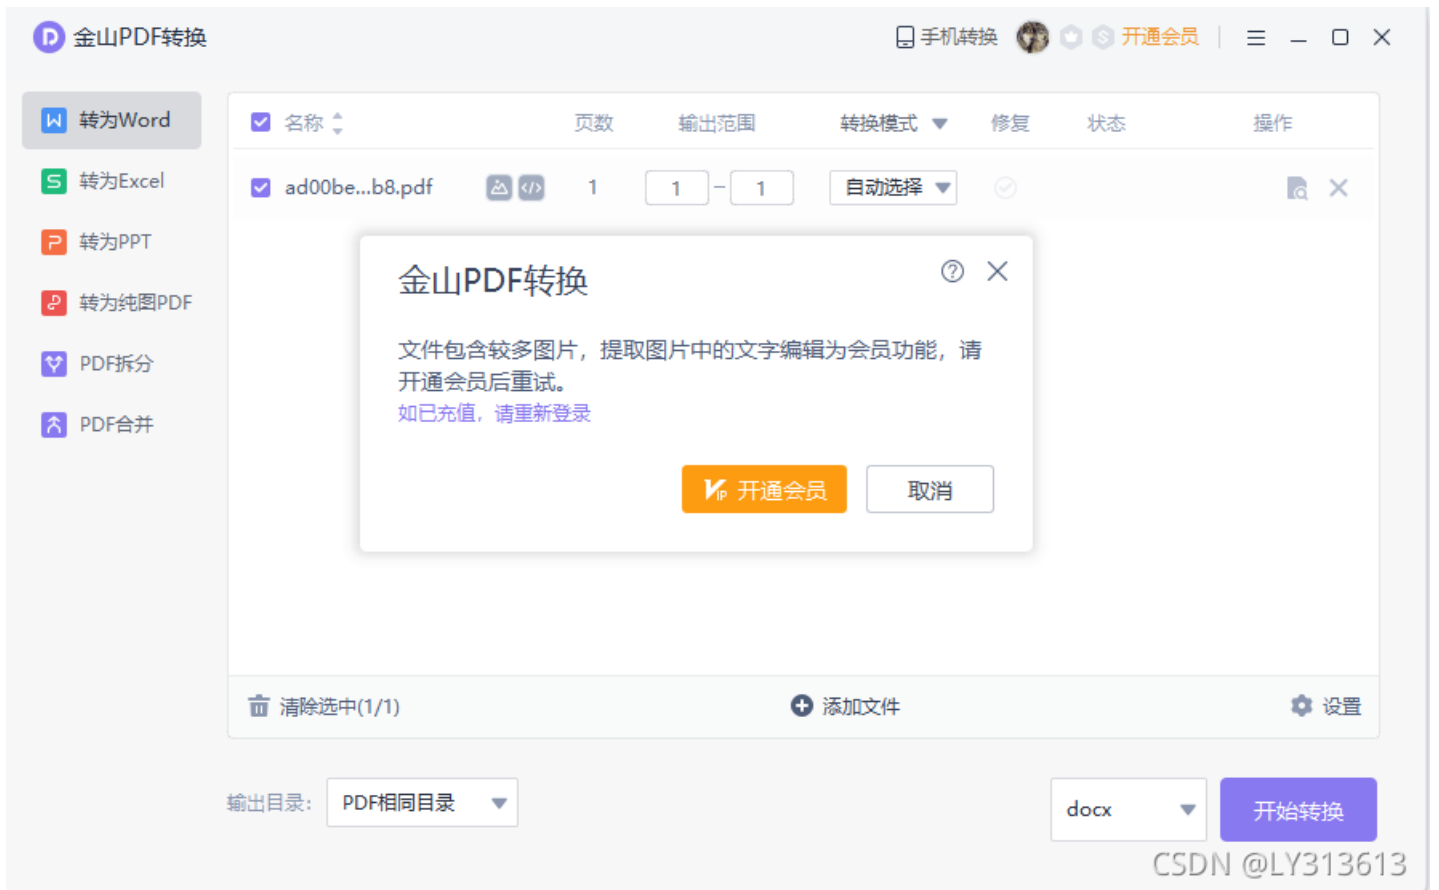 金山PDF转换
手机转换 开通会员
转为Word
转为Excel
转为PPT
转为纯图PDF
PDF拆分
PDF合并
名称 页数 输出范围 转换模式 修复 状态 操作
ad00be...b8.pdf 1 1 - 1 自动选择
金山PDF转换
文件包含较多图片，提取图片中的文字编辑为会员功能，请
开通会员后重试。
如已充值，请重新登录
VIP 开通会员 取消
清除选中(1/1) 添加文件 设置
输出目录: PDF相同目录 docx 开始转换
CSDN @LY313613